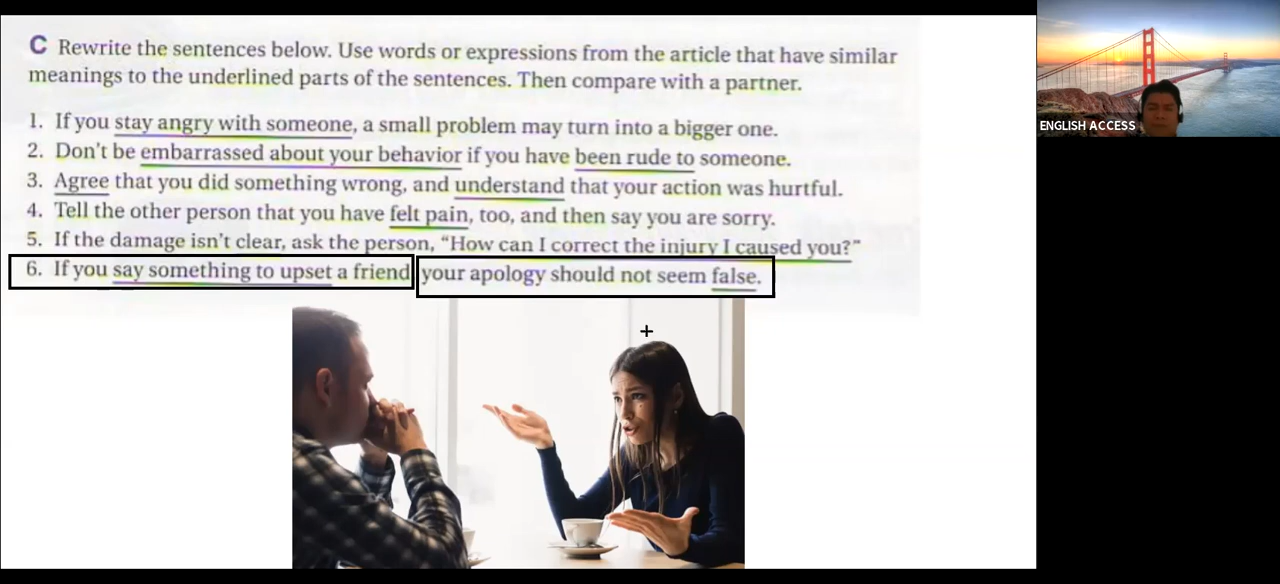 C Rewrite the sentences below. Use words or expressions from the article that have similar
meanings to the underlined parts of the sentences. Then compare with a partner.
1. If you stay angry with someone, a small problem may turn into a bigger one.
2. Don't be embarrassed about your behavior if you have been rude to someone.
3. Agree that you did something wrong, and understand that your action was hurtful.
4. Tell the other person that you have felt pain, too, and then say you are sorry.
5. If the damage isn't clear, ask the person, "How can I correct the injury I caused you?"
6. If you say something to upset a friend your apology should not seem false.
ENGLISH ACCESS